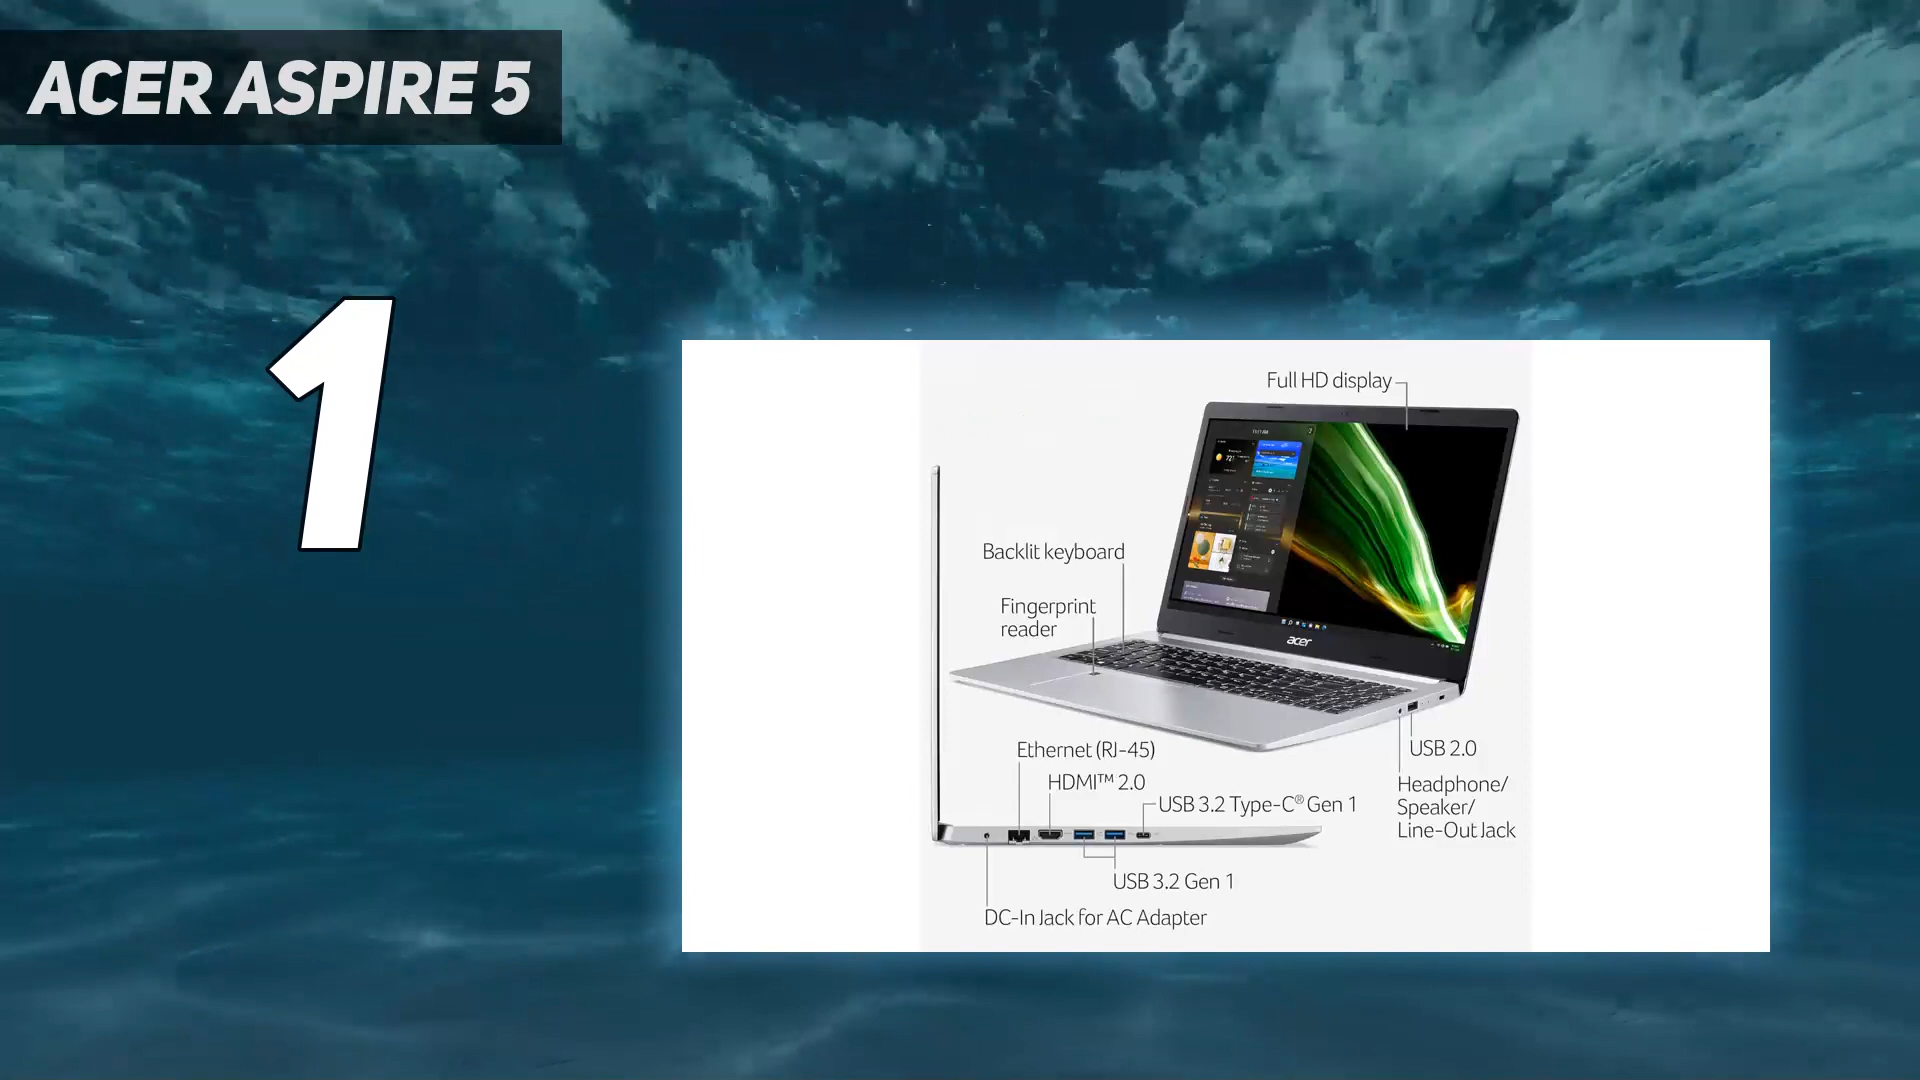 ACER ASPIRE 5
1
Full HD display
Backlit keyboard
Fingerprint
reader
acer
Ethernet (RJ-45)
HDMI™ 2.0
USB 3.2 Type-C® Gen 1
USB 2.0
Headphone/
Speaker/
Line-Out Jack
USB 3.2 Gen 1
DC-In Jack for AC Adapter